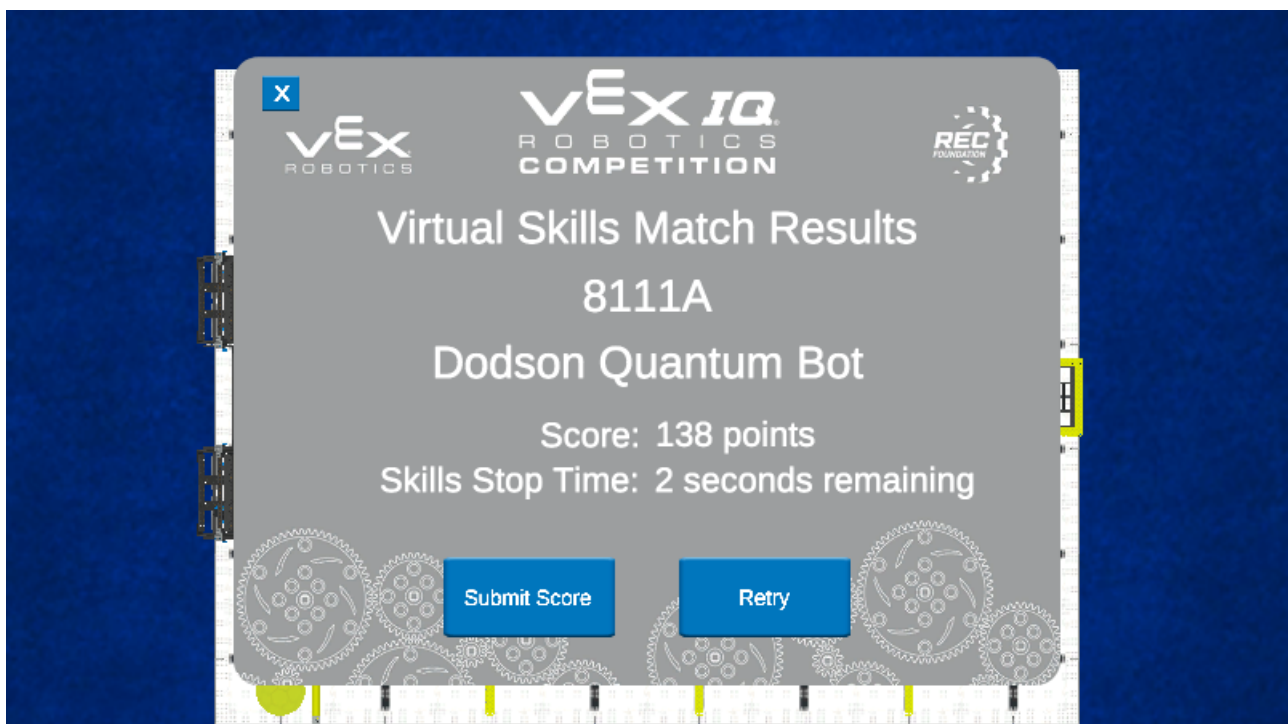 X
VEX IQ
ROBOTICS
COMPETITION
VEX
ROBOTICS
REC
FOUNDATION
Virtual Skills Match Results
8111A
Dodson Quantum Bot
Score: 138 points
Skills Stop Time: 2 seconds remaining
Submit Score
Retry